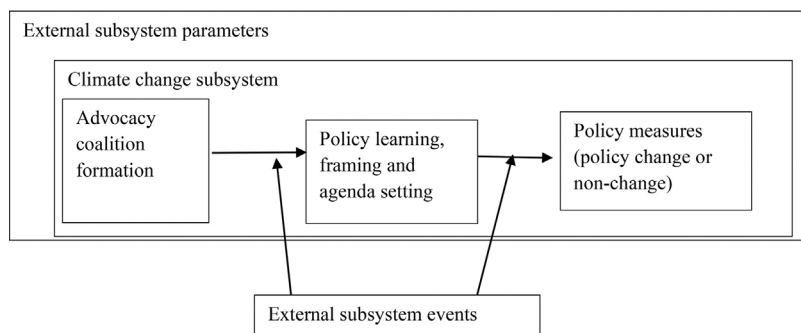 External subsystem parameters
Climate change subsystem
Advocacy
coalition
formation
Policy learning,
framing and
agenda setting
Policy measures
(policy change or
non-change)
External subsystem events